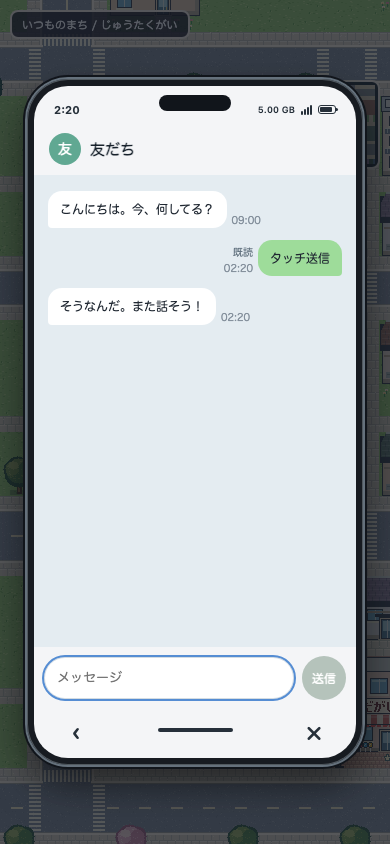 いつものまち / じゅうたくがい
2:20
5.00 GB
友
友だち
こんにちは。今、何してる？
09:00
既読
02:20
タッチ送信
そうなんだ。また話そう！
02:20
メッセージ
送信